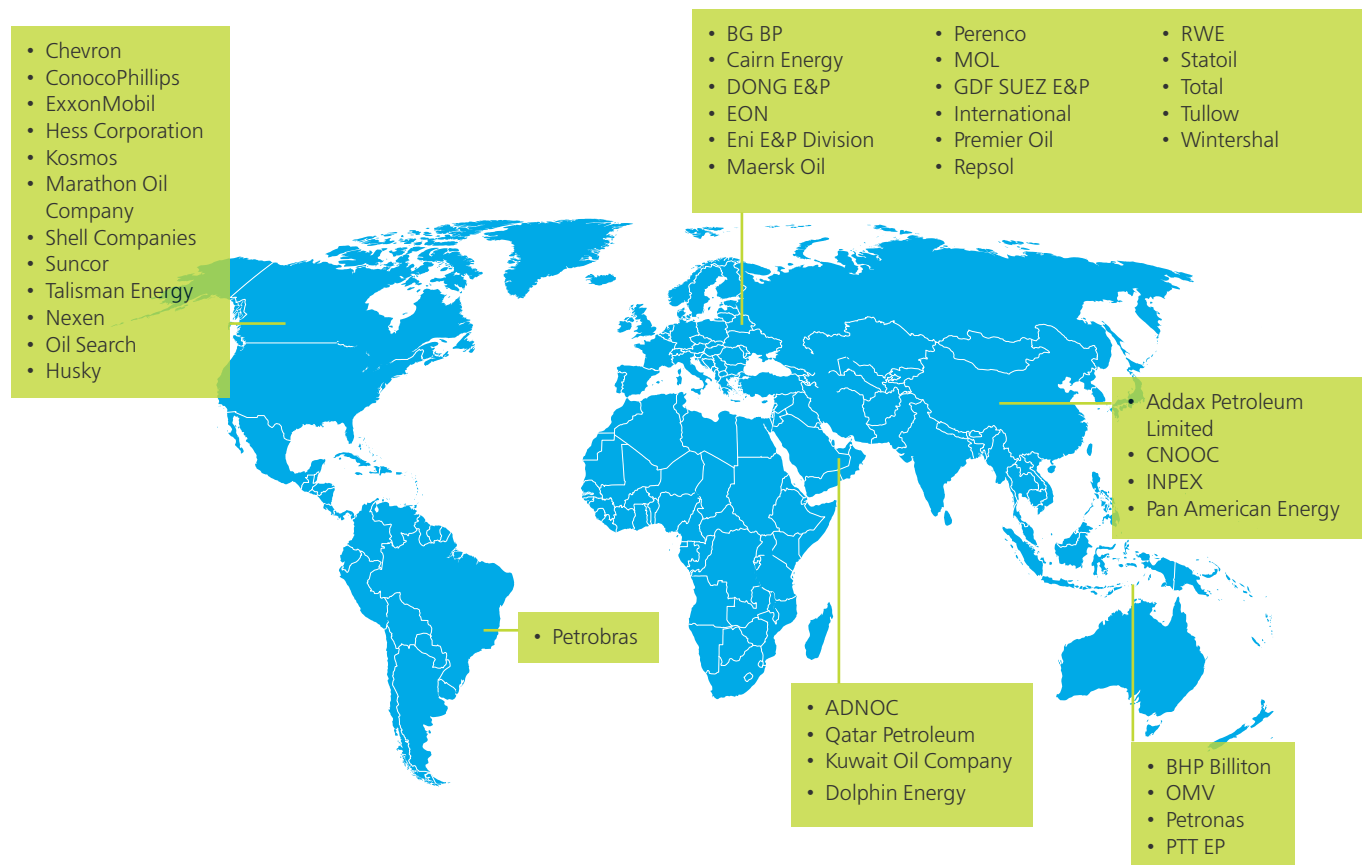 • Chevron
• ConocoPhillips
• ExxonMobil
• Hess Corporation
• Kosmos
• Marathon Oil
Company
• Shell Companies
• Suncor
• Talisman Energy
• Nexen
• Oil Search
• Husky
• BG BP
• Cairn Energy
• DONG E&P
• EON
• Eni E&P Division
• Maersk Oil
• Perenco
• MOL
• GDF SUEZ E&P
• International
• Premier Oil
• Repsol
• RWE
• Statoil
• Total
• Tullow
• Wintershal
• Addax Petroleum
Limited
• CNOOC
• INPEX
• Pan American Energy
• Petrobras
• ADNOC
• Qatar Petroleum
• Kuwait Oil Company
• Dolphin Energy
• BHP Billiton
• OMV
• Petronas
• PTT EP